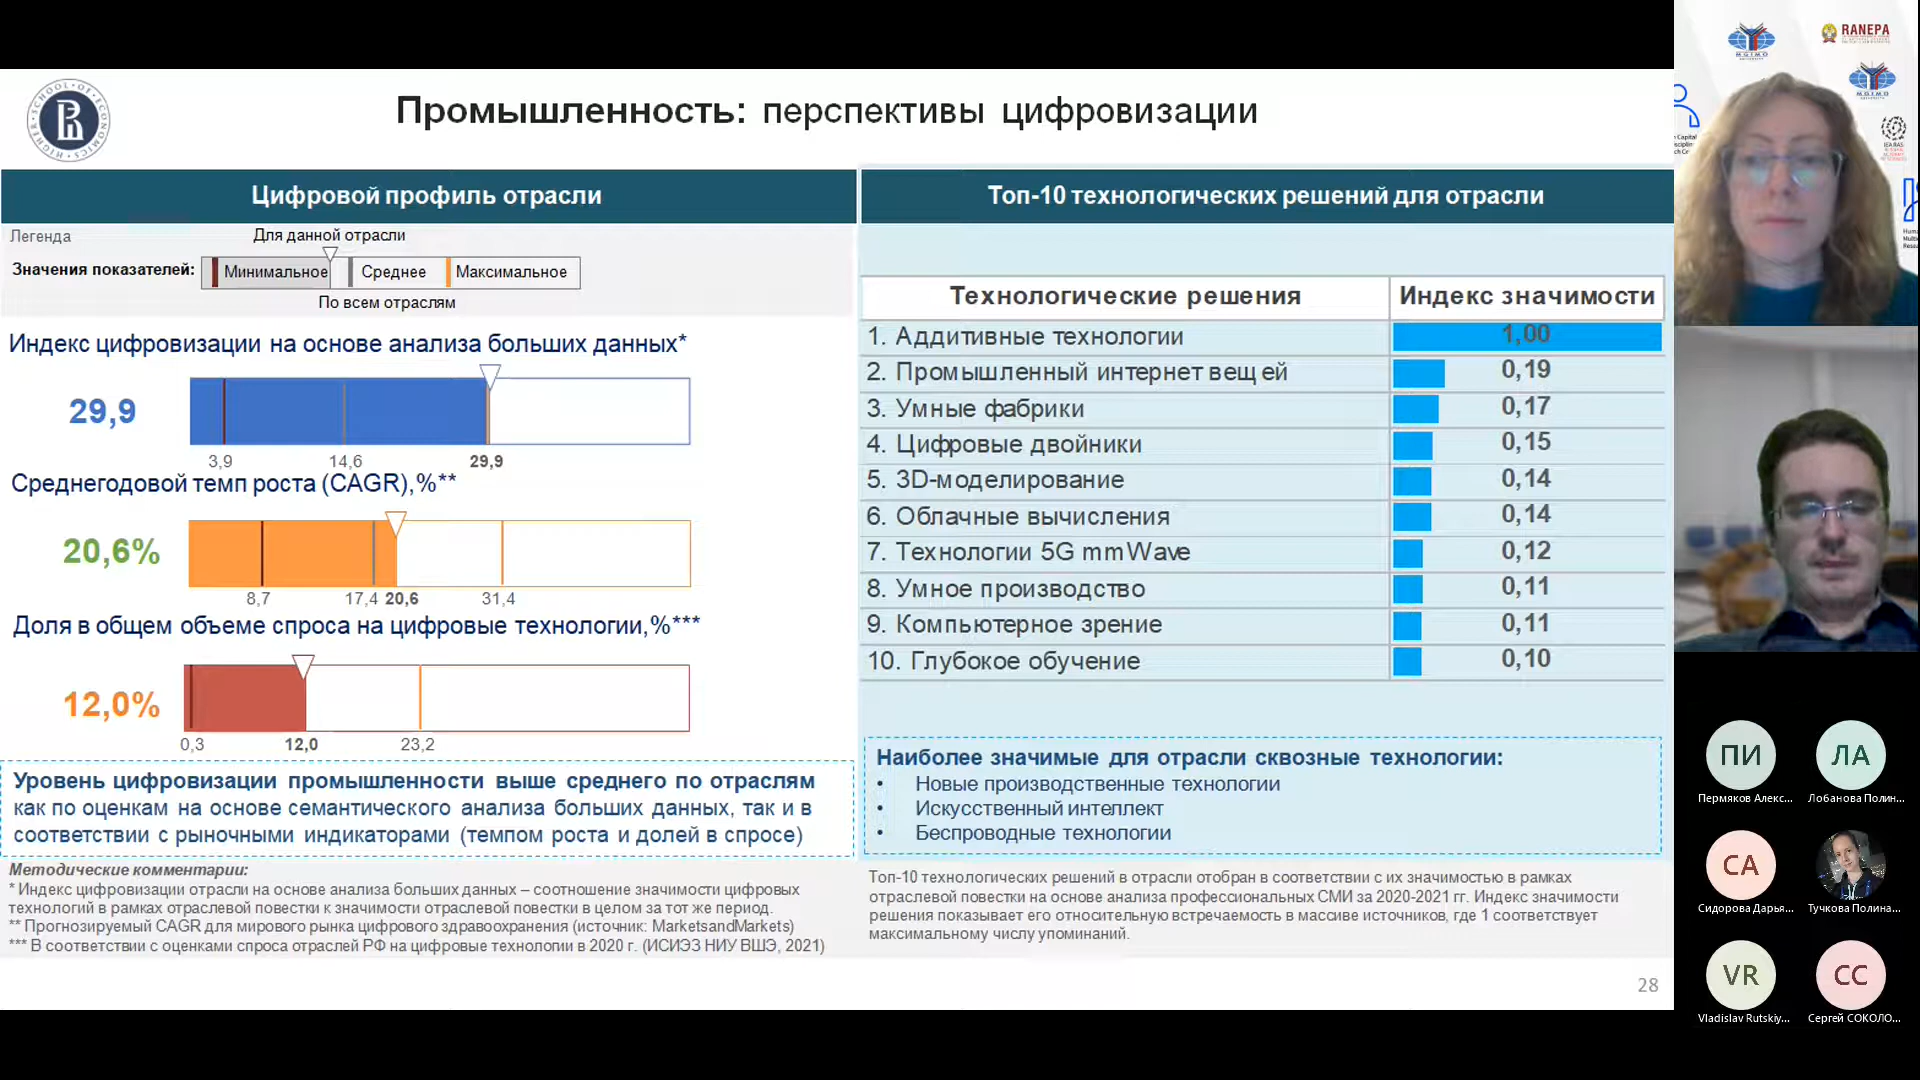 Промышленность: перспективы цифровизации
Цифровой профиль отрасли
Легенда
Для данной отрасли
Значения показателей:
Минимальное
Среднее
Максимальное
По всем отраслям
Индекс цифровизации на основе анализа больших данных*
29,9
3,9 14,6 29,9
Среднегодовой темп роста (CAGR),%**
20,6%
8,7 17,4 20,6 31,4
Доля в общем объеме спроса на цифровые технологии,%***
12,0%
0,3 12,0 23,2
Уровень цифровизации промышленности выше среднего по отраслям
как по оценкам на основе семантического анализа больших данных, так и в
соответствии с рыночными индикаторами (темпом роста и долей в спросе)
Методические комментарии:
* Индекс цифровизации отрасли на основе анализа больших данных – соотношение значимости цифровых
технологий в рамках отраслевой повестки к значимости отраслевой повестки в целом за тот же период.
** Прогнозируемый CAGR для мирового рынка цифрового здравоохранения (источник: MarketsandMarkets)
*** В соответствии с оценками спроса отраслей РФ на цифровые технологии в 2020 г. (ИСИЭЗ НИУ ВШЭ, 2021)
Топ-10 технологических решений для отрасли
Технологические решения Индекс значимости
1. Аддитивные технологии 1,00
2. Промышленный интернет вещей 0,19
3. Умные фабрики 0,17
4. Цифровые двойники 0,15
5. 3D-моделирование 0,14
6. Облачные вычисления 0,14
7. Технологии 5G mmWave 0,12
8. Умное производство 0,11
9. Компьютерное зрение 0,11
10. Глубокое обучение 0,10
Наиболее значимые для отрасли сквозные технологии:
• Новые производственные технологии
• Искусственный интеллект
• Беспроводные технологии
Топ-10 технологических решений в отрасли отобран в соответствии с их значимостью в рамках
отраслевой повестки на основе анализа профессиональных СМИ за 2020-2021 гг. Индекс значимости
решения показывает его относительную встречаемость в массиве источников, где 1 соответствует
максимальному числу упоминаний.
28
HIGHER SCHOOL OF ECONOMICS
RANEPA
MGIMO
UNIVERSITY
MGIMO
ПИ
Пермяков Алекс...
ЛА
Лобанова Полин...
СА
Сидорова Дарья...
Тучкова Полина...
VR
Vladislav Rutskiy...
СС
Сергей СОКОЛО...